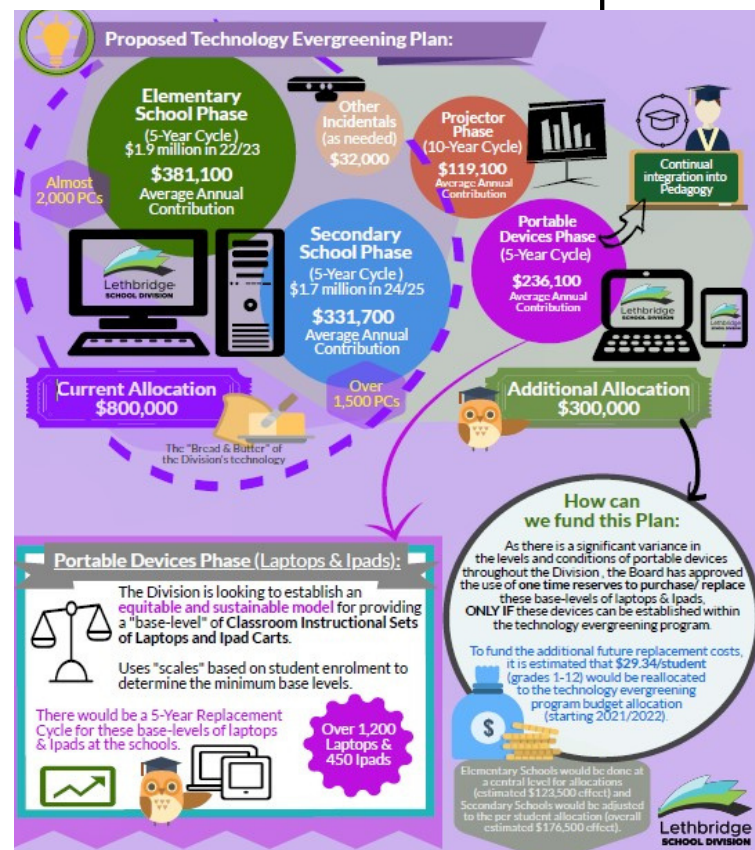 Proposed Technology Evergreening Plan:
Elementary
School Phase
(5-Year Cycle)
$1.9 million in 22/23
$381,100
Average Annual
Contribution
Almost
2,000 PCs
Other
Incidentals
(as needed)
$32,000
Projector
Phase
(10-Year Cycle)
$119,100
Average Annual
Contribution
Continual
integration into
Pedagogy
Secondary
School Phase
(5-Year Cycle)
$1.7 million in 24/25
$331,700
Average Annual
Contribution
Over
1,500 PCs
Portable
Devices Phase
(5-Year Cycle)
$236,100
Average Annual
Contribution
Lethbridge
SCHOOL DIVISION
Lethbridge
SCHOOL DIVISION
Lethbridge
SCHOOL DIVISION
Current Allocation
$800,000
Additional Allocation
$300,000
The "Bread & Butter" of
the Division's technology
Portable Devices Phase (Laptops & Ipads):
The Division is looking to establish an
equitable and sustainable model for providing
a "base-level" of Classroom Instructional Sets
of Laptops and Ipad Carts.
Uses "scales" based on student enrolment to
determine the minimum base levels.
There would be a 5-Year Replacement
Cycle for these base-levels of laptops
& Ipads at the schools.
Over 1,200
Laptops &
450 Ipads
How can
we fund this Plan:
As there is a significant variance in
the levels and conditions of portable devices
throughout the Division , the Board has approved
the use of one time reserves to purchase/ replace
these base-levels of laptops & Ipads,
ONLY IF these devices can be established within
the technology evergreening program.
To fund the additional future replacement costs,
it is estimated that $29.34/student
(grades 1-12) would be reallocated
to the technology evergreening
program budget allocation
(starting 2021/2022).
$
Elementary Schools would be done at
a central level for allocations
(estimated $123,500 effect) and
Secondary Schools would be adjusted
to the per student allocation (overall
estimated $176,500 effect).
Lethbridge
SCHOOL DIVISION